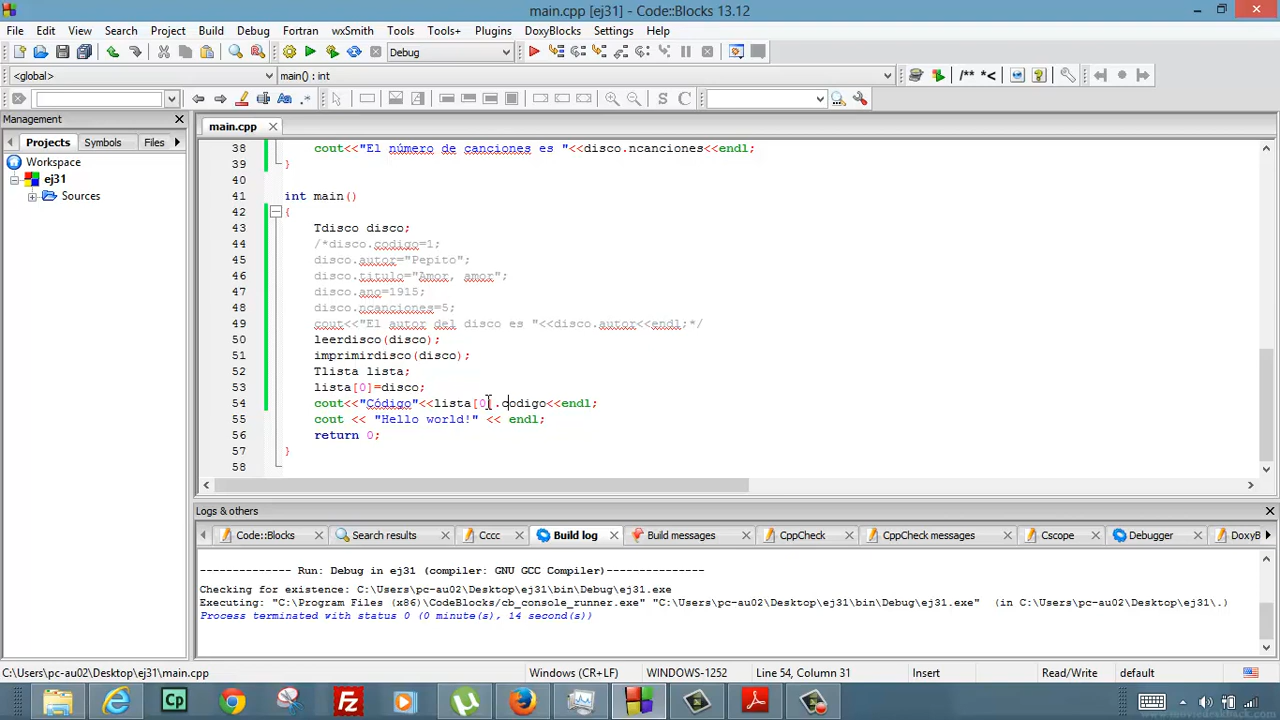 main.cpp [ej31] - Code::Blocks 13.12
File Edit View Search Project Build Debug Fortran wxSmith Tools Tools+ Plugins DoxyBlocks Settings Help
Debug
<global> main() : int
/** *<
S C
Management
Projects Symbols Files
Workspace
ej31
Sources
main.cpp
38 cout<<"El número de canciones es "<<disco.ncanciones<<endl;
39 }
40
41 int main()
42 {
43 Tdisco disco;
44 /*disco.codigo=1;
45 disco.autor="Pepito";
46 disco.titulo="Amor, amor";
47 disco.ano=1915;
48 disco.ncanciones=5;
49 cout<<"El autor del disco es "<<disco.autor<<endl;*/
50 leerdisco(disco);
51 imprimirdisco(disco);
52 Tlista lista;
53 lista[0]=disco;
54 cout<<"Código"<<lista[0].codigo<<endl;
55 cout << "Hello world!" << endl;
56 return 0;
57 }
58
Logs & others
Code::Blocks Search results Cccc Build log Build messages CppCheck CppCheck messages Cscope Debugger DoxyB
-------------- Run: Debug in ej31 (compiler: GNU GCC Compiler)---------------
Checking for existence: C:\Users\pc-au02\Desktop\ej31\bin\Debug\ej31.exe
Executing: "C:\Program Files (x86)\CodeBlocks/cb_console_runner.exe" "C:\Users\pc-au02\Desktop\ej31\bin\Debug\ej31.exe" (in C:\Users\pc-au02\Desktop\ej31\.)
Process terminated with status 0 (0 minute(s), 14 second(s))
C:\Users\pc-au02\Desktop\ej31\main.cpp Windows (CR+LF) WINDOWS-1252 Line 54, Column 31 Insert Read/Write default
Cp